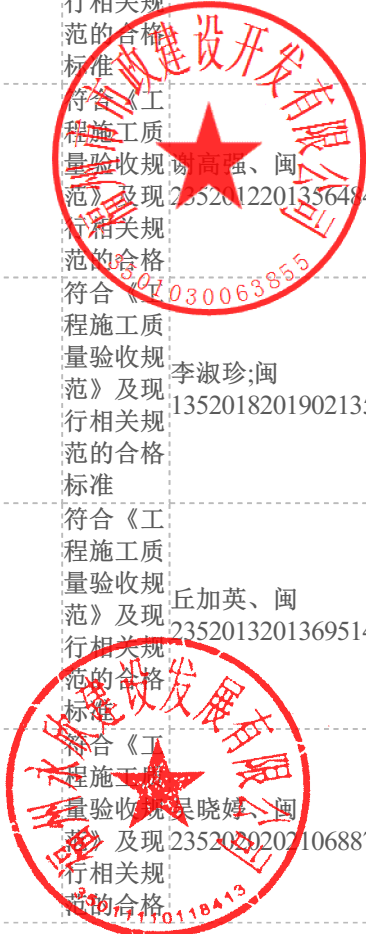 行相关规
范的合格
标准
符合《工
程施工质
量验收规
范》及现
行相关规
范的合格
谢高强、闽
2352012201356484
市政建设开发有限公司
3501030063855
符合《工
程施工质
量验收规
范》及现
行相关规
范的合格
标准
李淑珍;闽
135201820190213
符合《工
程施工质
量验收规
范》及现
行相关规
范的合格
标准
丘加英、闽
2352013201369514
符合《工
程施工质
量验收规
范》及现
行相关规
范的合格
吴晓婷、闽
建设发展有限公司
35011110118413